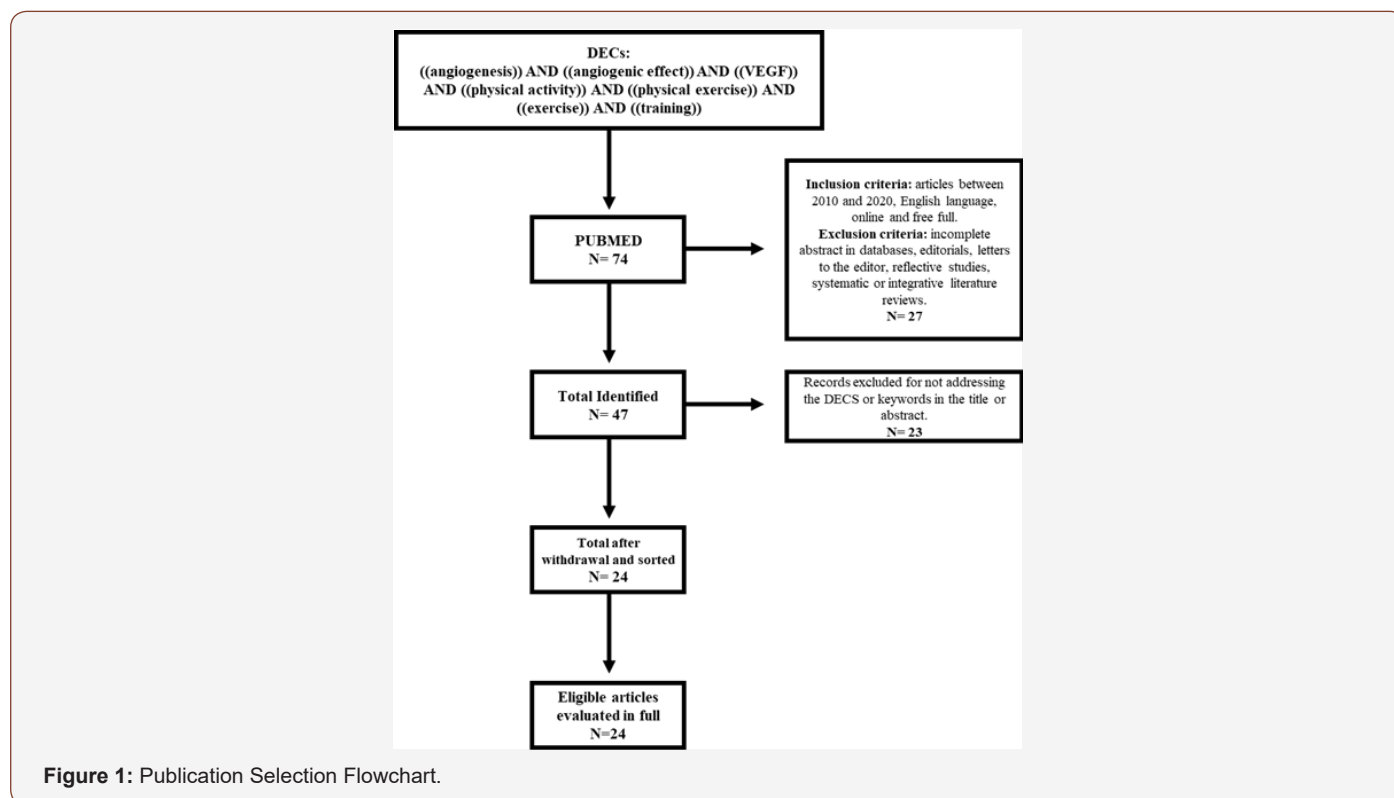 DECs:
((angiogenesis)) AND ((angiogenic effect)) AND ((VEGF))
AND ((physical activity)) AND ((physical exercise)) AND
((exercise)) AND ((training))
PUBMED
N= 74
Inclusion criteria: articles between
2010 and 2020, English language,
online and free full.
Exclusion criteria: incomplete
abstract in databases, editorials, letters
to the editor, reflective studies,
systematic or integrative literature
reviews.
N= 27
Total Identified
N= 47
Records excluded for not addressing
the DECS or keywords in the title or
abstract.
N= 23
Total after
withdrawal and sorted
N= 24
Eligible articles
evaluated in full
N=24
Figure 1: Publication Selection Flowchart.